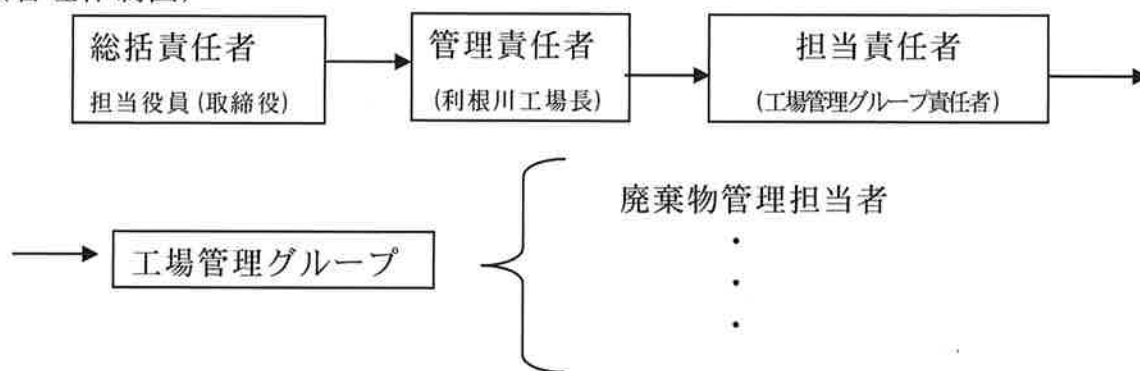 総括責任者
担当役員(取締役)
管理責任者
(利根川工場長)
担当責任者
(工場管理グループ責任者)
工場管理グループ
廃棄物管理担当者
・
・
・